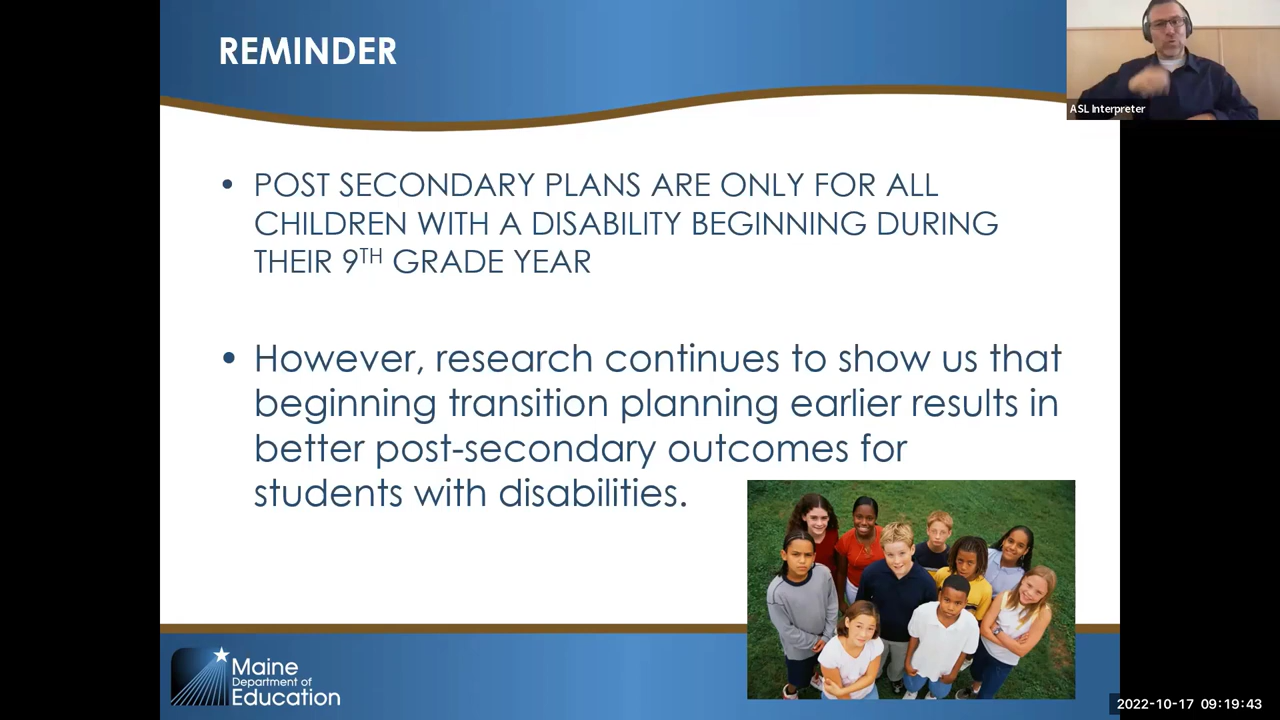 REMINDER
ASL Interpreter
• POST SECONDARY PLANS ARE ONLY FOR ALL
CHILDREN WITH A DISABILITY BEGINNING DURING
THEIR 9TH GRADE YEAR
• However, research continues to show us that
beginning transition planning earlier results in
better post-secondary outcomes for
students with disabilities.
Maine
Department of
Education
2022-10-17 09:19:43